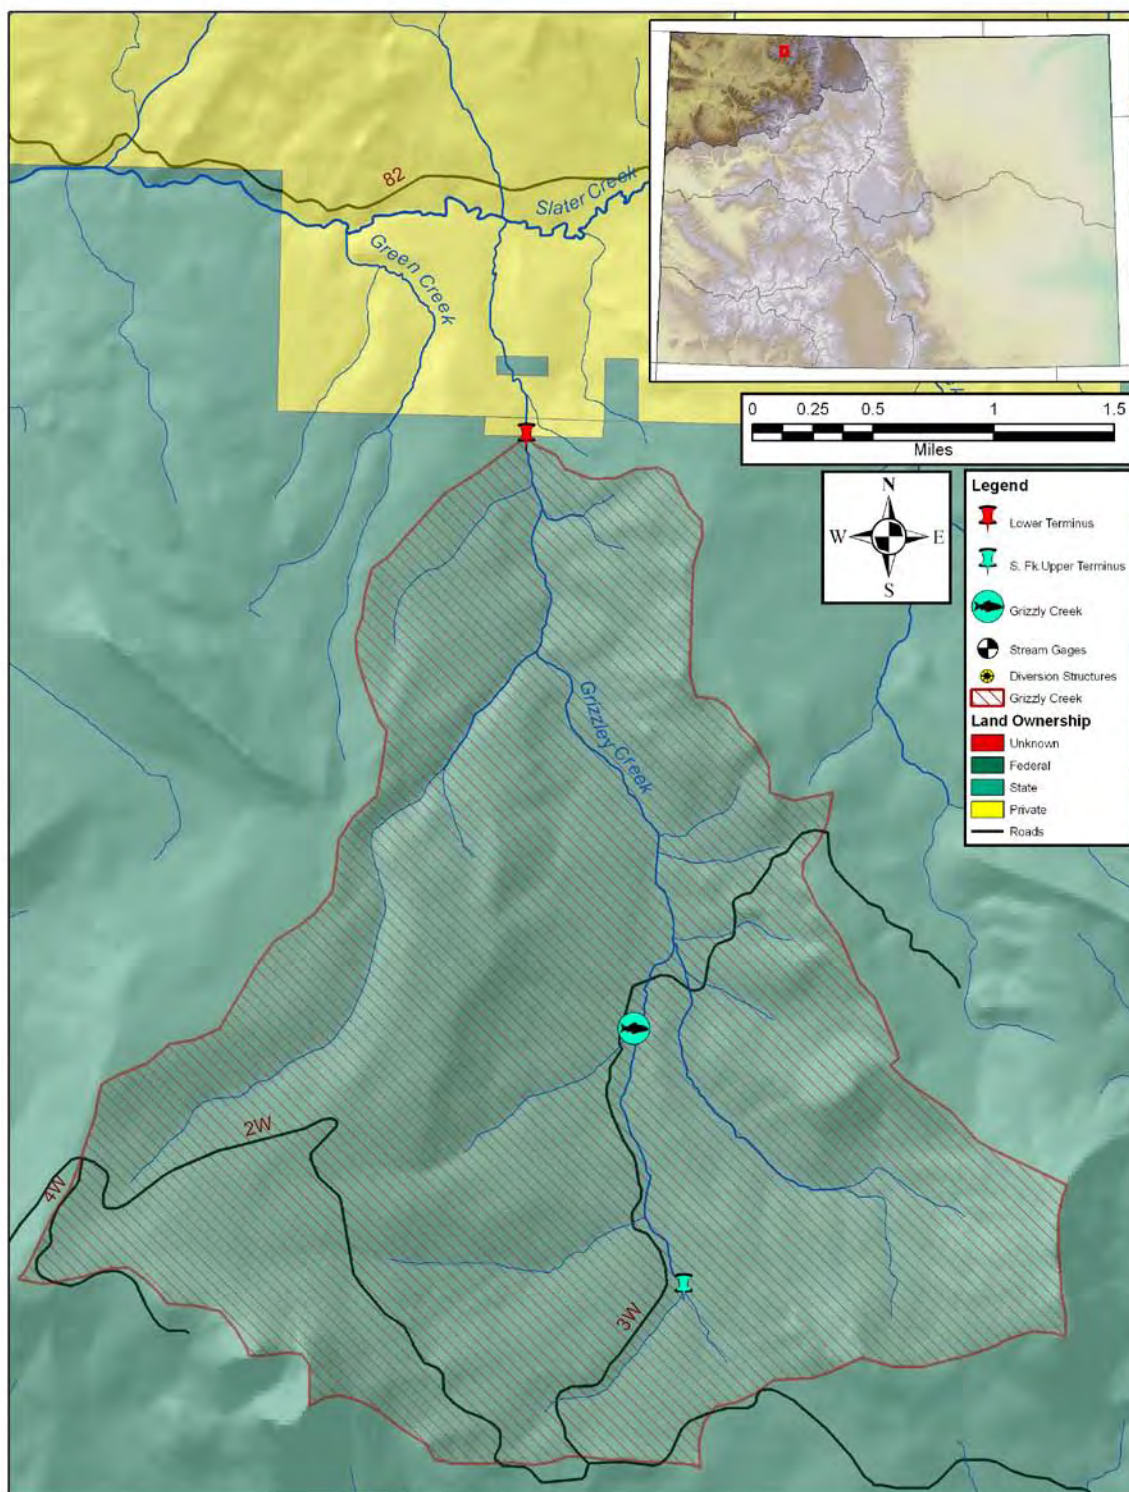 82
Slater Creek
Green Creek
0 0.25 0.5 1 1.5
Miles
N
W E
S
Legend
Lower Terminus
S. Fk.Upper Terminus
Grizzly Creek
Stream Gages
Diversion Structures
Grizzly Creek
Land Ownership
Unknown
Federal
State
Private
Roads
Grizzley Creek
2W
4W
3W